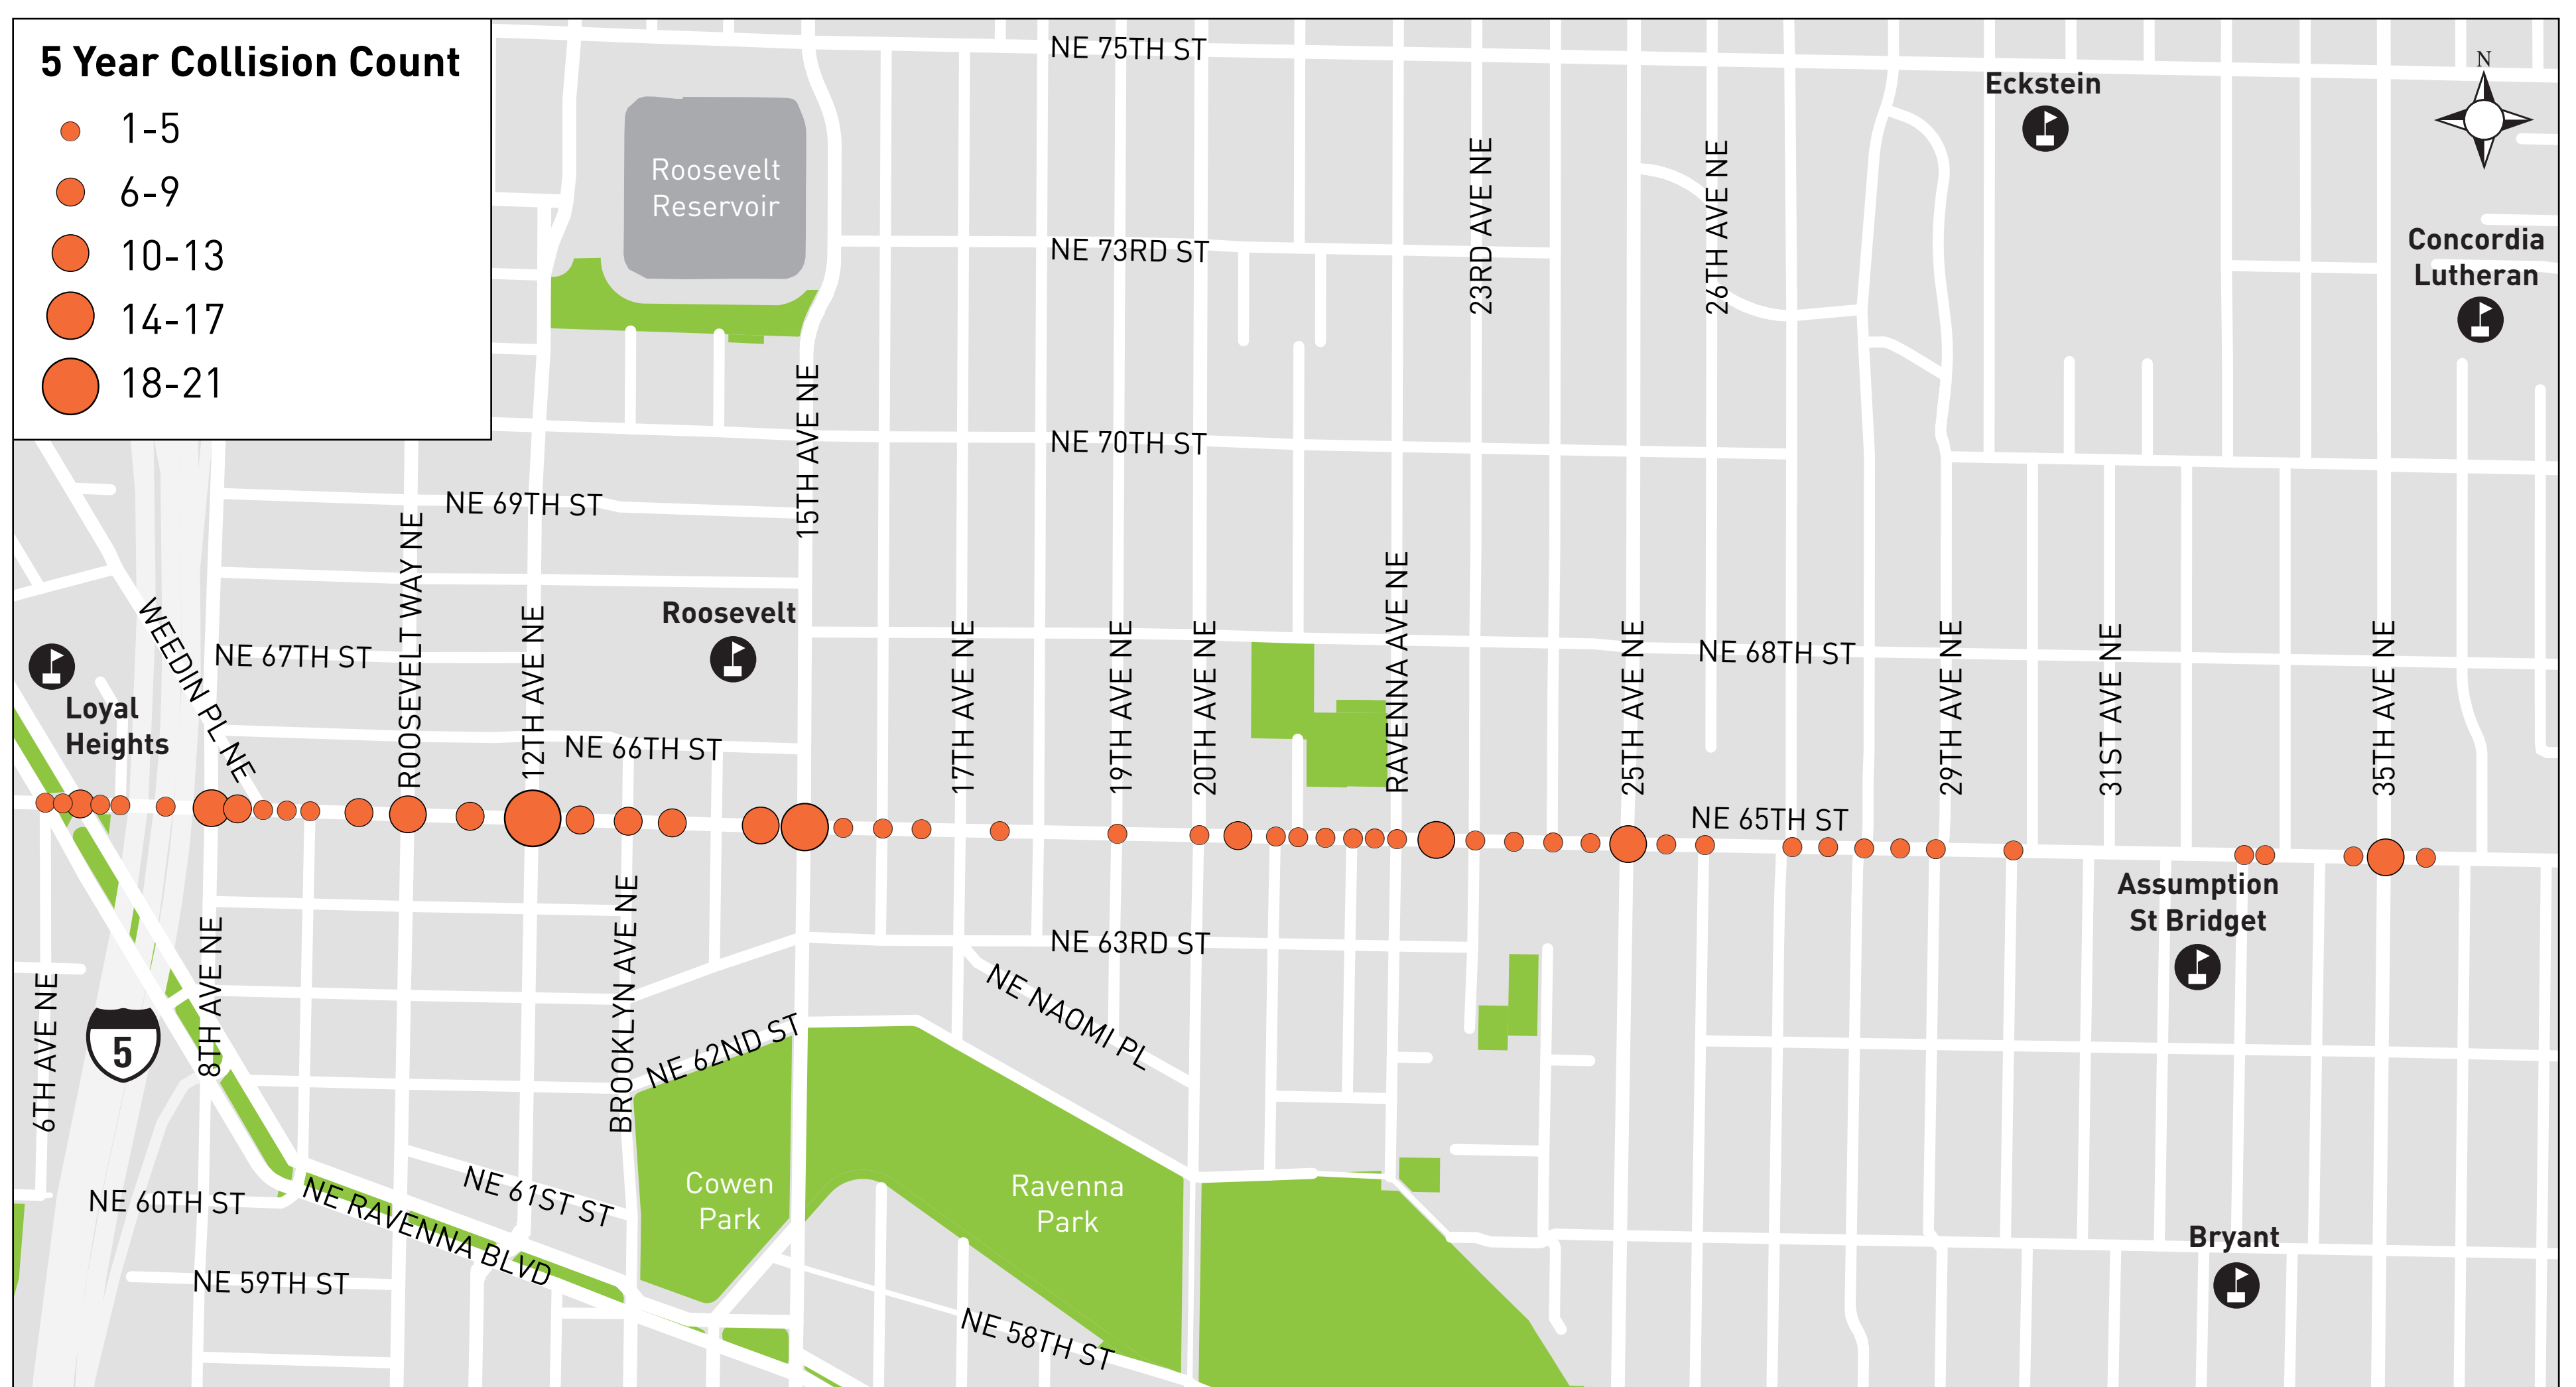 5 Year Collision Count
1-5
6-9
10-13
14-17
18-21
NE 75TH ST
Eckstein
N
Roosevelt
Reservoir
23RD AVE NE
26TH AVE NE
NE 73RD ST
Concordia
Lutheran
15TH AVE NE
NE 70TH ST
NE 69TH ST
ROOSEVELT WAY NE
WEEDIN PL NE
12TH AVE NE
Roosevelt
17TH AVE NE
19TH AVE NE
20TH AVE NE
RAVENNA AVE NE
25TH AVE NE
NE 68TH ST
29TH AVE NE
31ST AVE NE
35TH AVE NE
NE 67TH ST
Loyal
Heights
NE 66TH ST
NE 65TH ST
Assumption
St Bridget
BROOKLYN AVE NE
8TH AVE NE
6TH AVE NE
NE 63RD ST
NE NAOMI PL
5
NE 62ND ST
Cowen
Park
Ravenna
Park
NE 61ST ST
NE 60TH ST
NE RAVENNA BLVD
Bryant
NE 59TH ST
NE 58TH ST